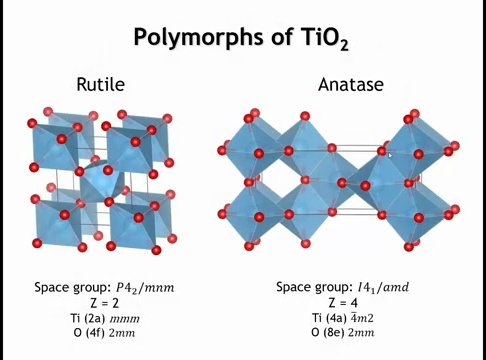 Polymorphs of TiO₂
Rutile
Space group: P4₂/mnm
Z = 2
Ti (2a) mmm
O (4f) 2mm
Anatase
Space group: I4₁/amd
Z = 4
Ti (4a) 4̄m2
O (8e) 2mm